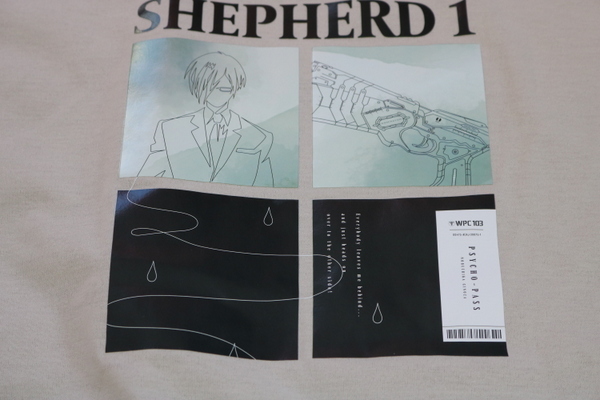 SHEPHERD 1
Everybody leaves me behind...
and just heads on
over to the other side!
WPC 103
PSYCHO-PASS